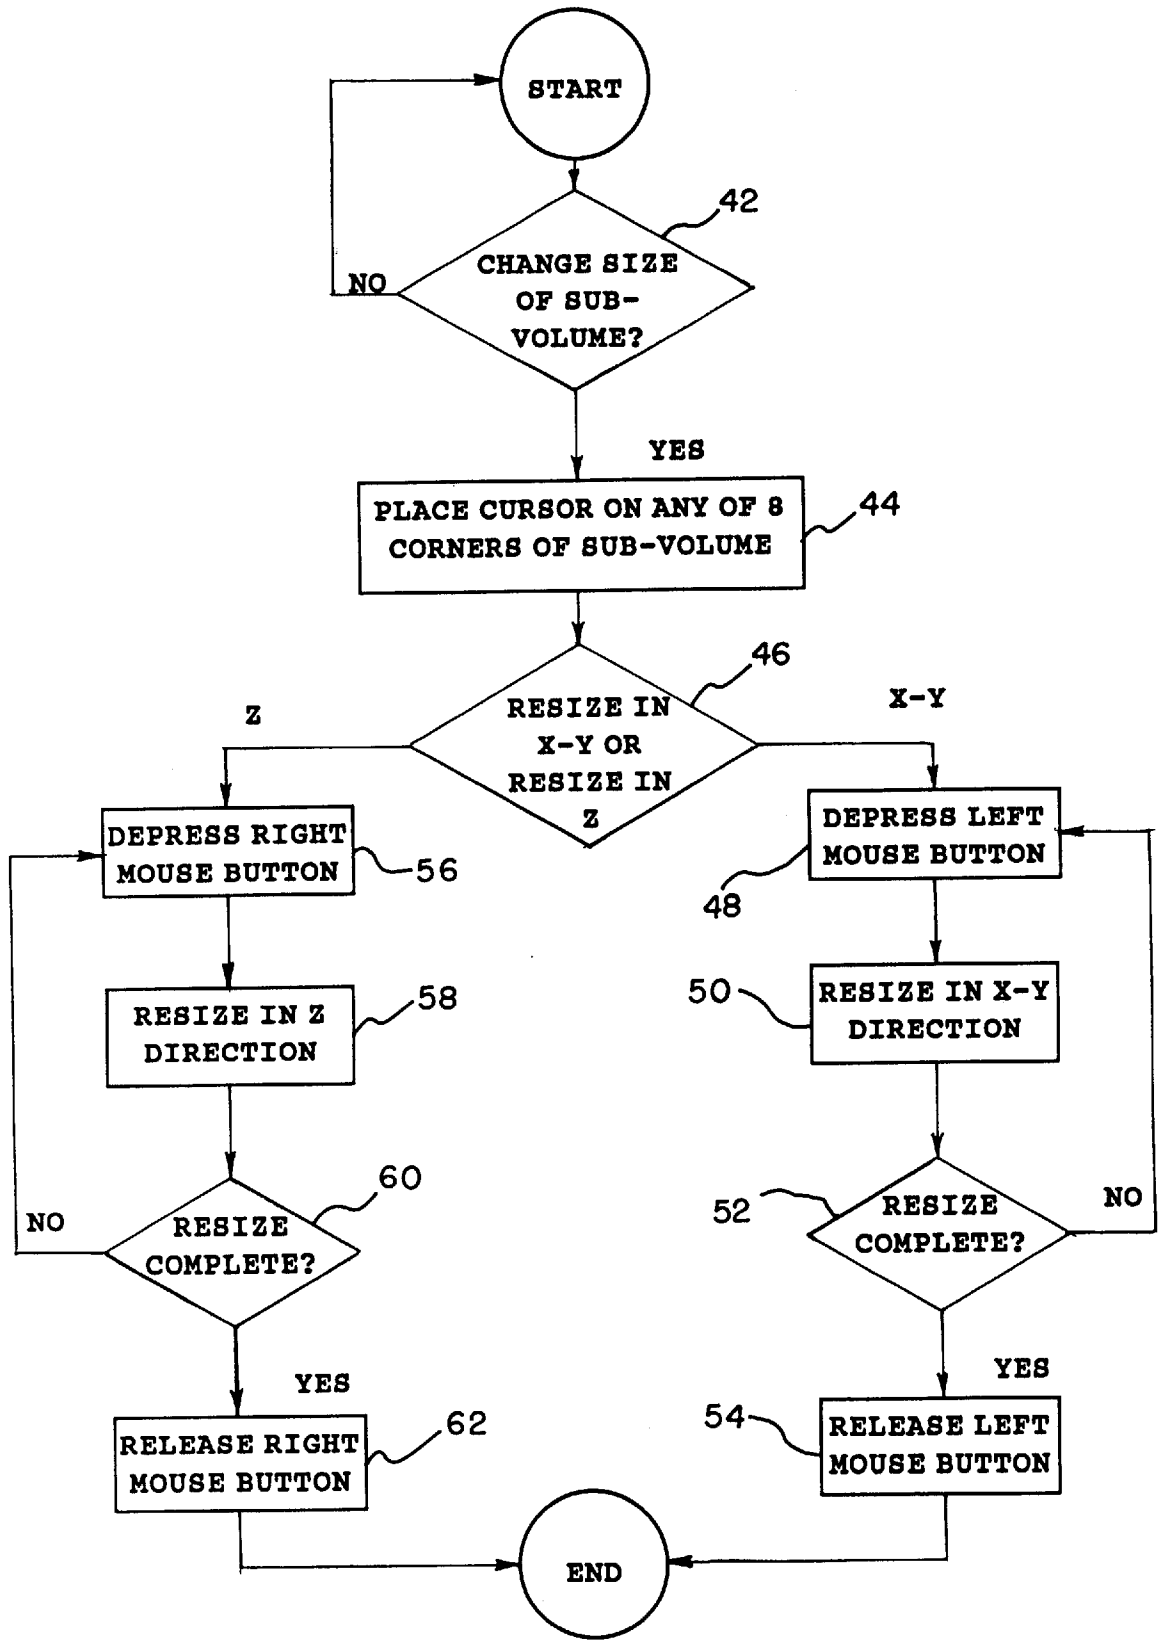 START
42
CHANGE SIZE
OF SUB-
VOLUME?
NO
YES
PLACE CURSOR ON ANY OF 8
CORNERS OF SUB-VOLUME
44
46
RESIZE IN
X-Y OR
RESIZE IN
Z
Z
X-Y
DEPRESS RIGHT
MOUSE BUTTON
56
DEPRESS LEFT
MOUSE BUTTON
48
RESIZE IN Z
DIRECTION
58
50
RESIZE IN X-Y
DIRECTION
60
RESIZE
COMPLETE?
NO
52
RESIZE
COMPLETE?
NO
YES
YES
RELEASE RIGHT
MOUSE BUTTON
62
54
RELEASE LEFT
MOUSE BUTTON
END